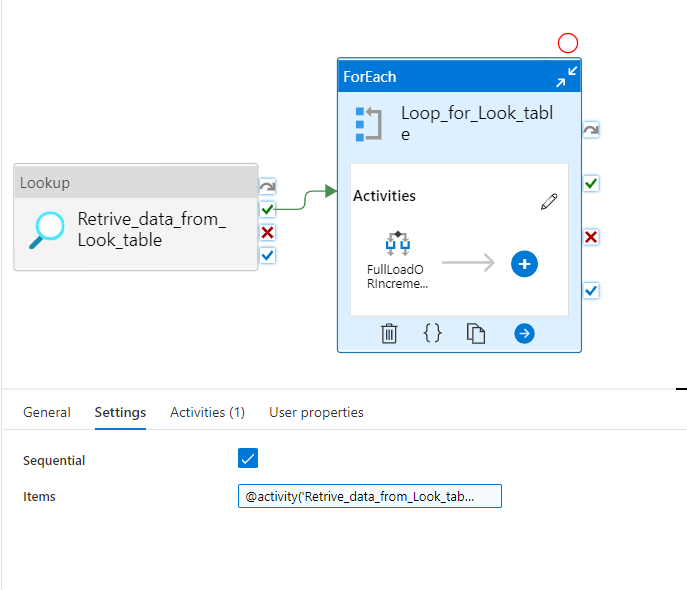 ForEach
Loop_for_Look_tabl
e
Lookup
Retrive_data_from_
Look_table
Activities
FullLoadO
RIncreme...
General
Settings
Activities (1)
User properties
Sequential
Items
@activity('Retrive_data_from_Look_tab...